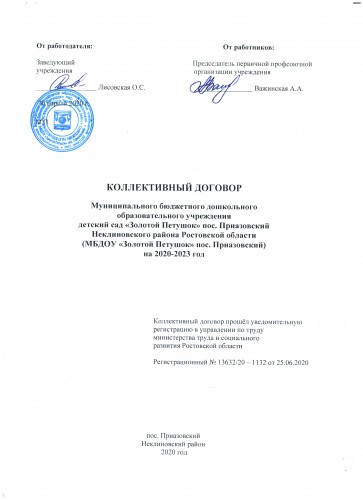 От работодателя:
От работников:
Заведующий
учреждения
Лисовская О.С.
Председатель первичной профсоюзной
организации учреждения
Важинская А.А.
КОЛЛЕКТИВНЫЙ ДОГОВОР
Муниципального бюджетного дошкольного
образовательного учреждения
детский сад «Золотой Петушок» пос. Приазовский
Неклиновского района Ростовской области
(МБДОУ «Золотой Петушок» пос. Приазовский)
на 2020-2023 год
Коллективный договор прошёл уведомительную
регистрацию в управлении по труду
министерства труда и социального
развития Ростовской области
Регистрационный № 13632/20 – 1132 от 25.06.2020
пос. Приазовский
Неклиновский район
2020 год